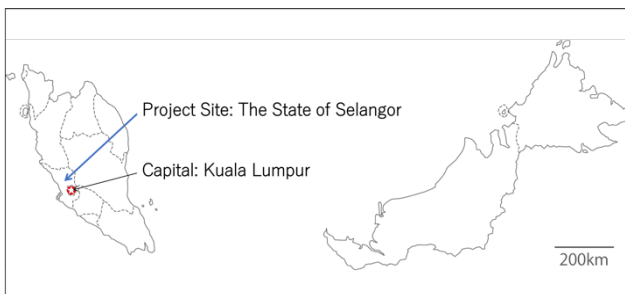 Project Site: The State of Selangor
Capital: Kuala Lumpur
200km